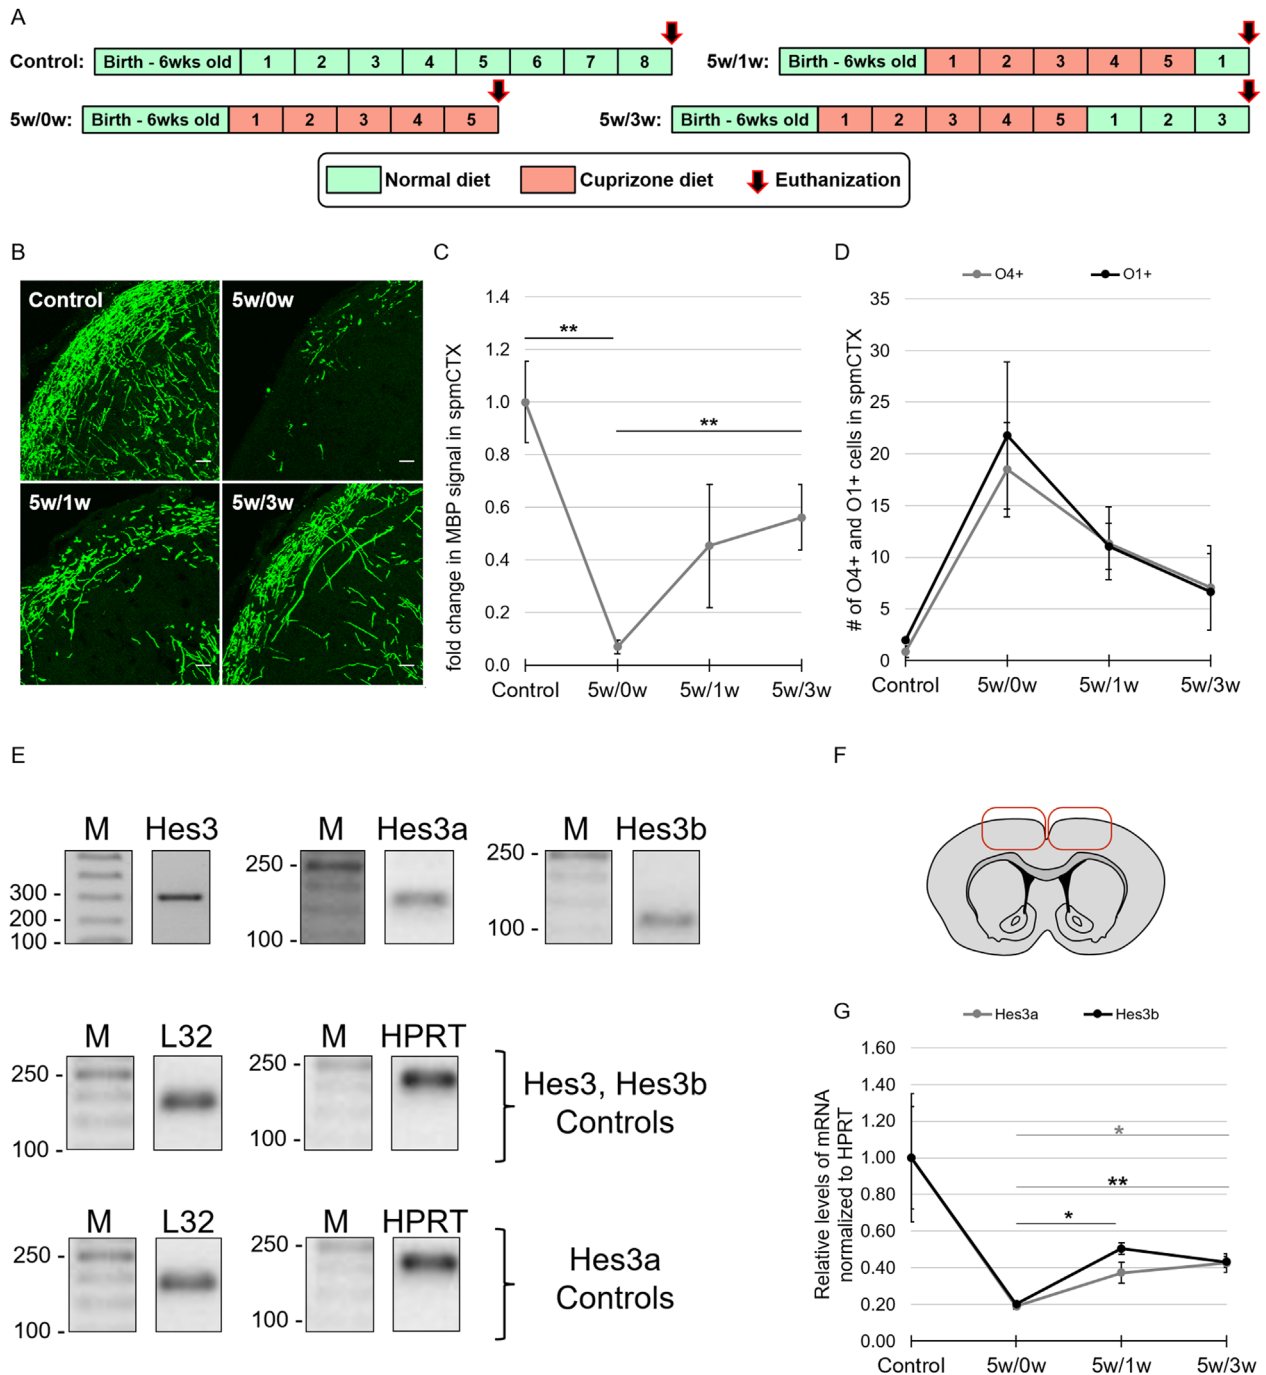 A
Control: Birth - 6wks old 1 2 3 4 5 6 7 8
5w/1w: Birth - 6wks old 1 2 3 4 5 1
5w/0w: Birth - 6wks old 1 2 3 4 5
5w/3w: Birth - 6wks old 1 2 3 4 5 1 2 3
Normal diet Cuprizone diet Euthanization
B
Control 5w/0w
5w/1w 5w/3w
C
fold change in MBP signal in spmCTX
1.4
1.2
1.0
0.8
0.6
0.4
0.2
0.0
**
**
Control 5w/0w 5w/1w 5w/3w
D
O4+ O1+
# of O4+ and O1+ cells in spmCTX
35
30
25
20
15
10
5
0
Control 5w/0w 5w/1w 5w/3w
E
M Hes3
300 -
200 -
100 -
M Hes3a
250 -
100 -
M Hes3b
250 -
100 -
M L32
250 -
100 -
M HPRT
250 -
100 -
Hes3, Hes3b
Controls
M L32
250 -
100 -
M HPRT
250 -
100 -
Hes3a
Controls
F
G
Hes3a Hes3b
Relative levels of mRNA
normalized to HPRT
1.60
1.40
1.20
1.00
0.80
0.60
0.40
0.20
0.00
*
**
*
Control 5w/0w 5w/1w 5w/3w